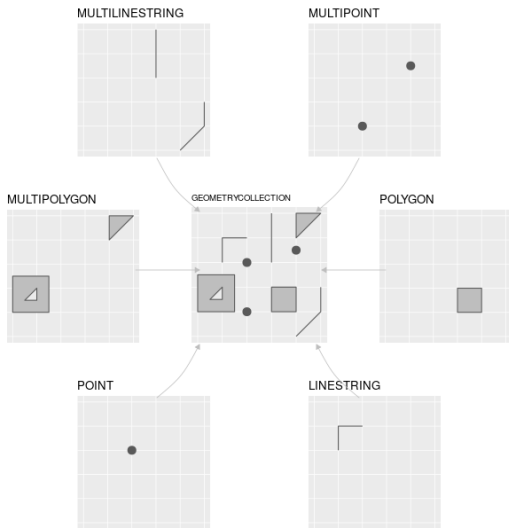 MULTILINESTRING
MULTIPOINT
MULTIPOLYGON
GEOMETRYCOLLECTION
POLYGON
POINT
LINESTRING